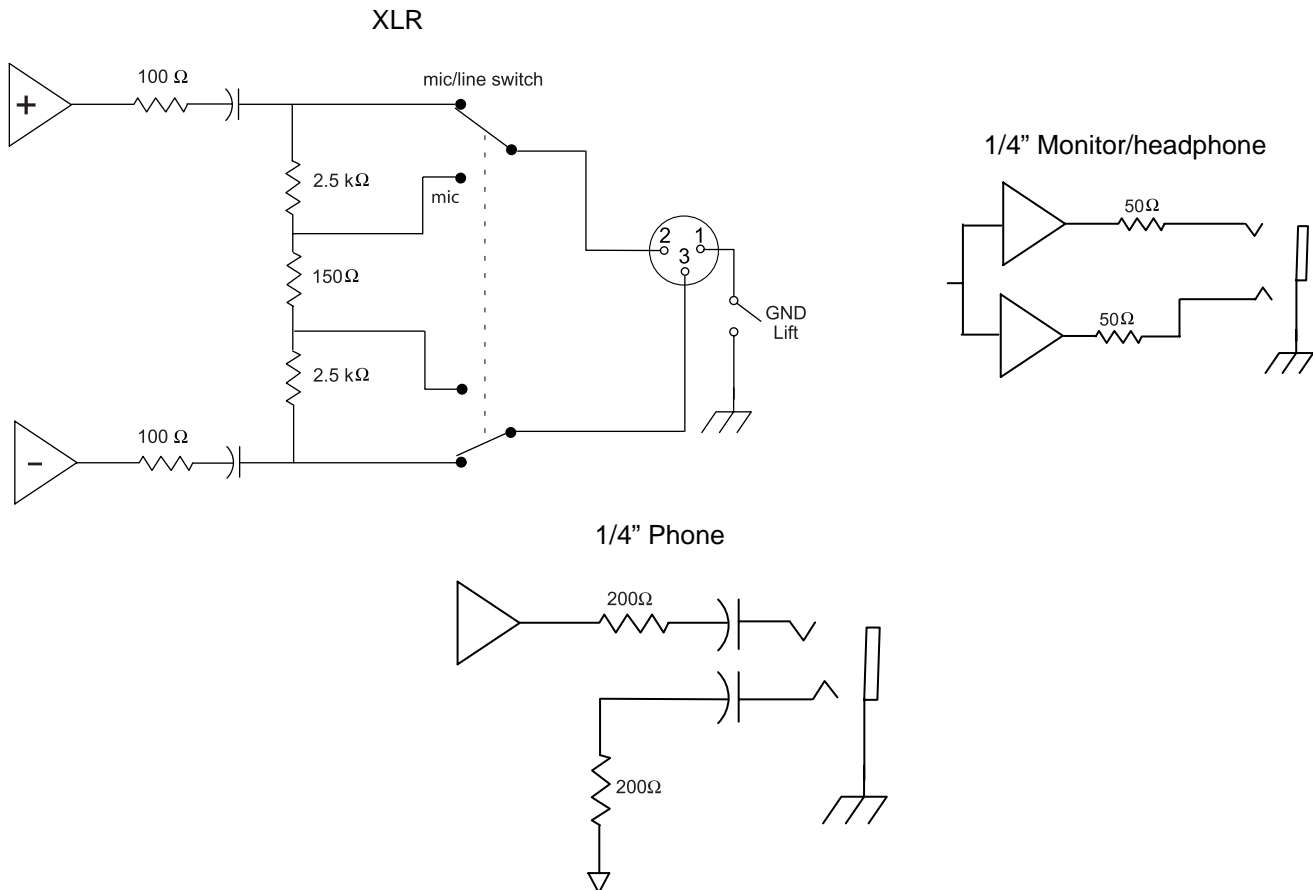 XLR
100 Ω
+
mic/line switch
2.5 kΩ
mic
150Ω
2.5 kΩ
2 1
3
GND
Lift
100 Ω
-
1/4” Monitor/headphone
50Ω
50Ω
1/4” Phone
200Ω
200Ω